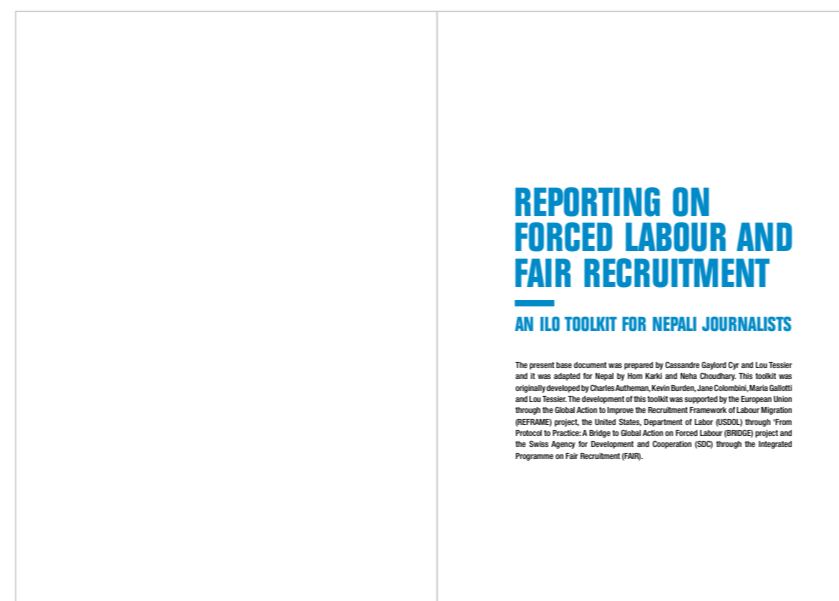 REPORTING ON
FORCED LABOUR AND
FAIR RECRUITMENT
AN ILO TOOLKIT FOR NEPALI JOURNALISTS
The present base document was prepared by Cassandre Gaylord Cyr and Lou Tessier
and it was adapted for Nepal by Hom Karki and Neha Choudhary. This toolkit was
originally developed by Charles Autheman, Kevin Burden, Jane Colombini, Maria Gallotti
and Lou Tessier. The development of this toolkit was supported by the European Union
through the Global Action to Improve the Recruitment Framework of Labour Migration
(REFRAME) project, the United States, Department of Labor (USDOL) through ‘From
Protocol to Practice: A Bridge to Global Action on Forced Labour (BRIDGE) project and
the Swiss Agency for Development and Cooperation (SDC) through the Integrated
Programme on Fair Recruitment (FAIR).